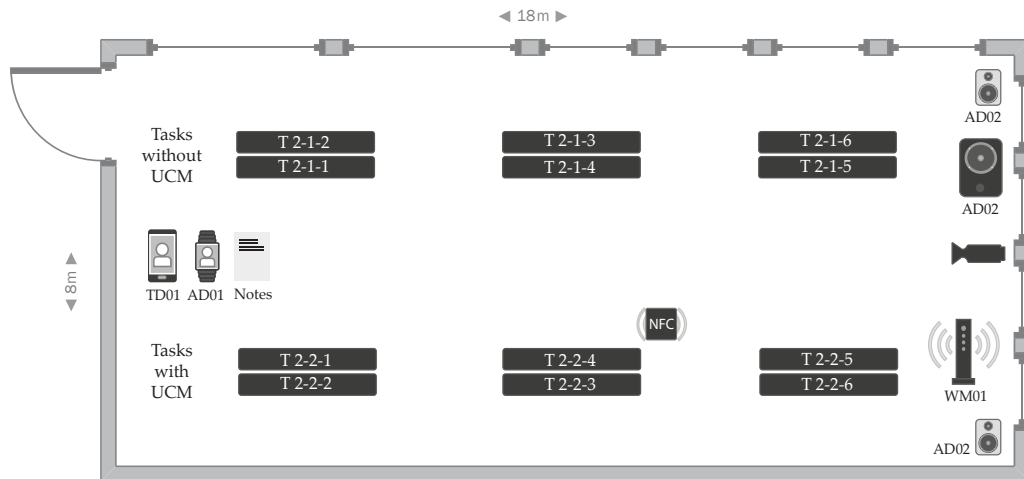 18m
AD02
Tasks
without
UCM
T 2-1-2
T 2-1-1
T 2-1-3
T 2-1-4
T 2-1-6
T 2-1-5
AD02
8m
TD01
AD01
Notes
NFC
Tasks
with
UCM
T 2-2-1
T 2-2-2
T 2-2-4
T 2-2-3
T 2-2-5
T 2-2-6
WM01
AD02